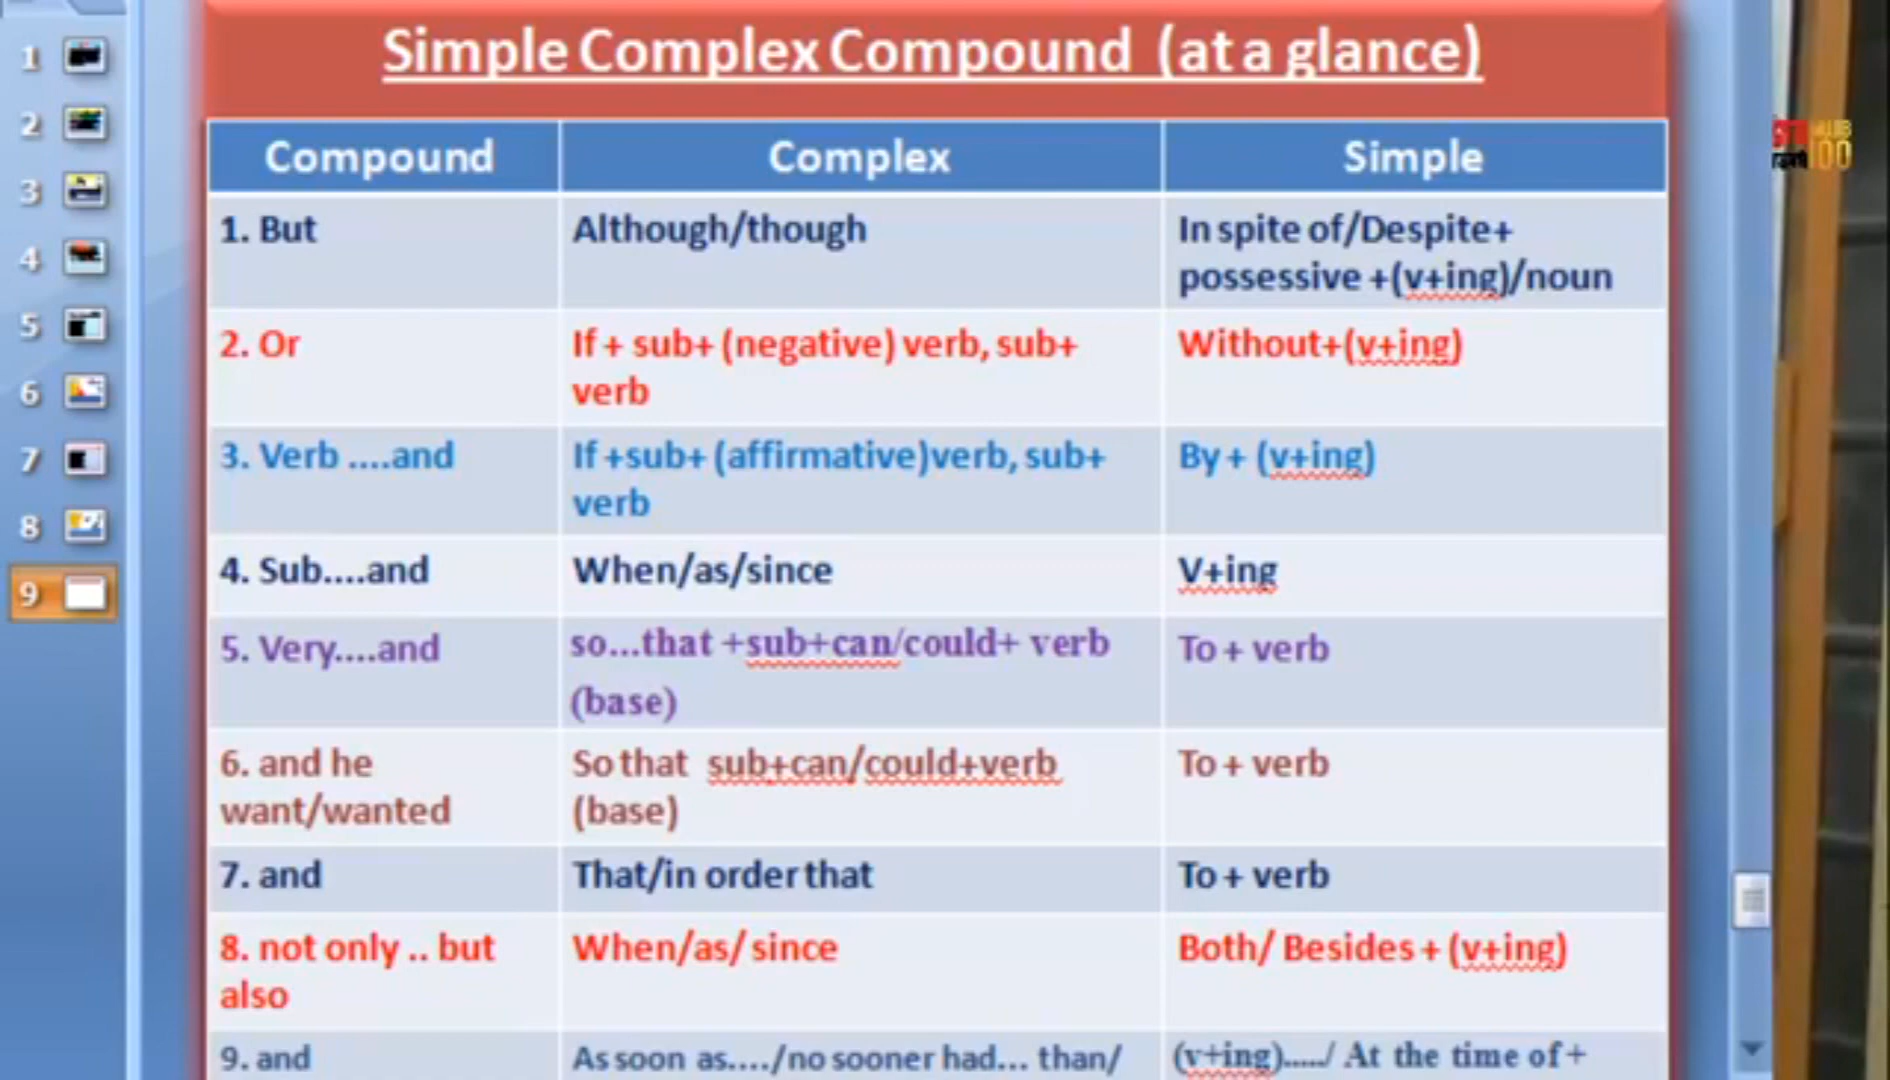 Simple Complex Compound (at a glance)
Compound Complex Simple
1. But Although/though In spite of/Despite+
possessive +(v+ing)/noun
2. Or If + sub+ (negative) verb, sub+ Without+(v+ing)
verb
3. Verb ....and If +sub+ (affirmative)verb, sub+ By + (v+ing)
verb
4. Sub....and When/as/since V+ing
5. Very....and so...that +sub+can/could+ verb To + verb
(base)
6. and he So that sub+can/could+verb To + verb
want/wanted (base)
7. and That/in order that To + verb
8. not only .. but When/as/ since Both/ Besides + (v+ing)
also
9. and As soon as..../no sooner had... than/ (v+ing)...../ At the time of +
1
2
3
4
5
6
7
8
9
100